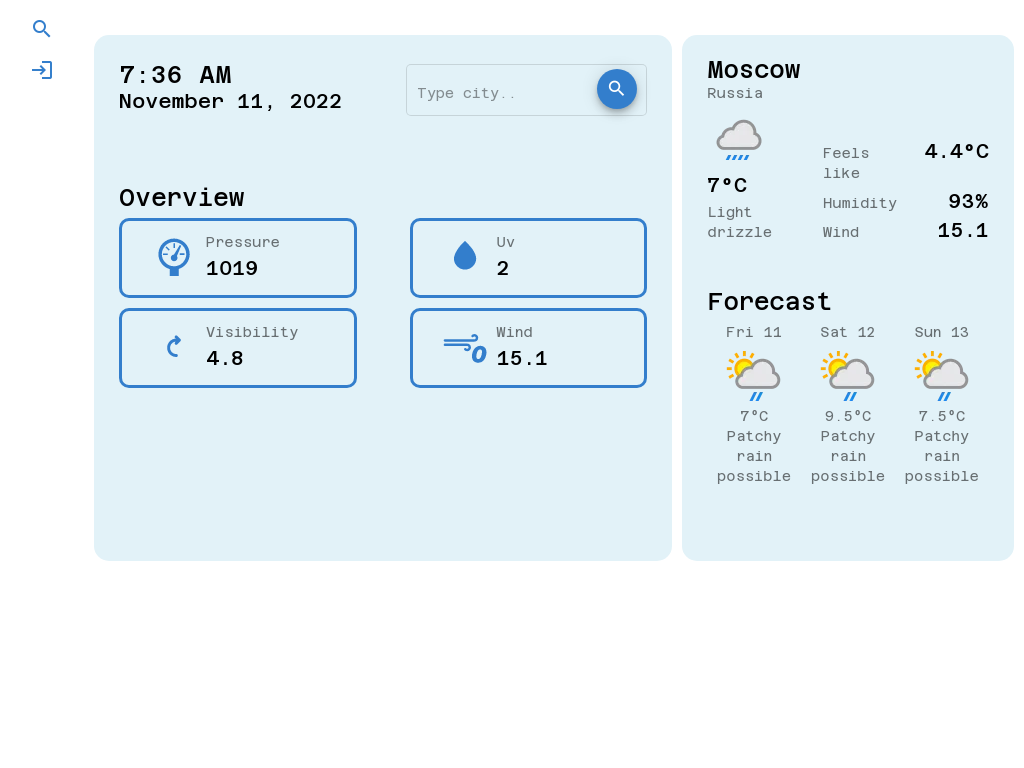 7:36 AM
November 11, 2022
Type city..
Overview
Pressure
1019
Uv
2
Visibility
4.8
Wind
15.1
Moscow
Russia
7°C
Light
drizzle
Feels
like
4.4°C
Humidity
93%
Wind
15.1
Forecast
Fri 11
7°C
Patchy
rain
possible
Sat 12
9.5°C
Patchy
rain
possible
Sun 13
7.5°C
Patchy
rain
possible